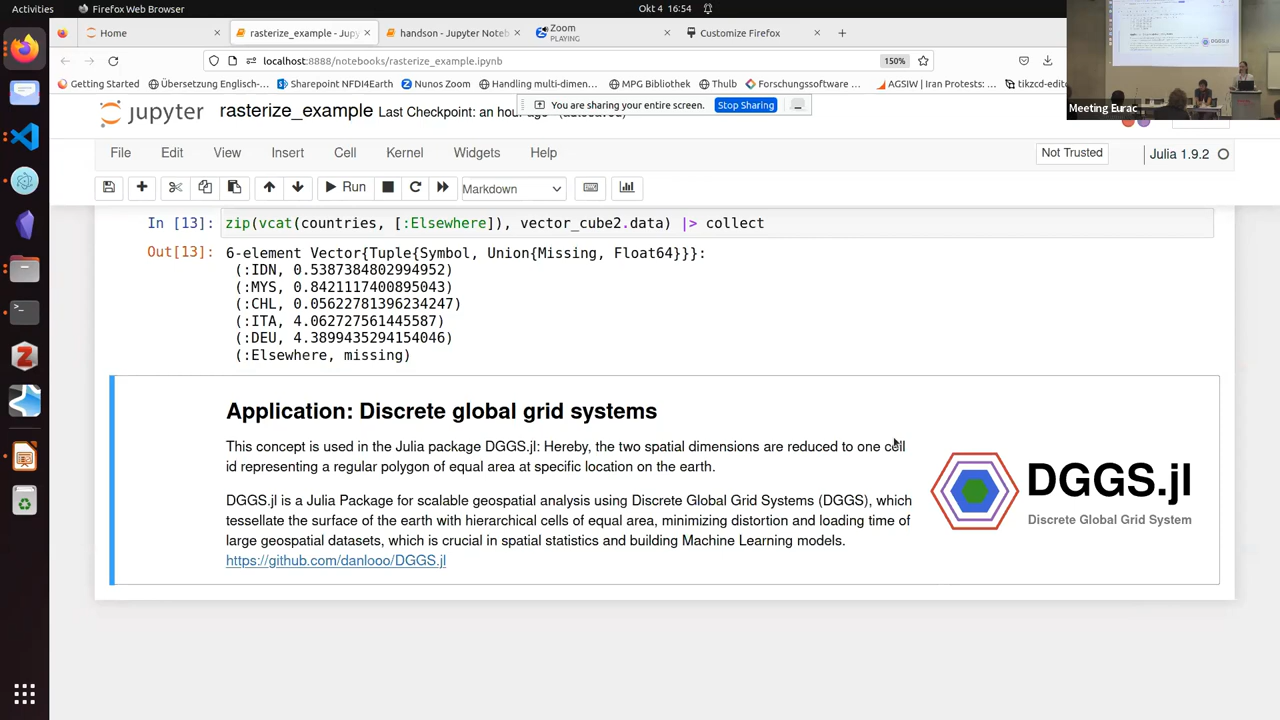 Activities
Firefox Web Browser
Okt 4 16:54
Home
rasterize_example - Jupy
handson - Jupyter Noteb
Zoom
PLAYING
Customize Firefox
localhost:8888/notebooks/rasterize_example.ipynb
150%
Getting Started
Übersetzung Englisch-...
Sharepoint NFDI4Earth
Nunos Zoom
Handling mult-dimen...
MPG Bibliothek
Thulb
Forschungssoftware ...
AGSIW | Iran Protests:...
tikzcd-edit
Meeting Eurac
jupyter
rasterize_example
Last Checkpoint: an hour ago
(autosaved)
You are sharing your entire screen.
Stop Sharing
File
Edit
View
Insert
Cell
Kernel
Widgets
Help
Not Trusted
Julia 1.9.2
Run
Markdown
In [13]: zip(vcat(countries, [:Elsewhere]), vector_cube2.data) |> collect
Out[13]: 6-element Vector{Tuple{Symbol, Union{Missing, Float64}}}:
(:IDN, 0.5387384802994952)
(:MYS, 0.8421117400895043)
(:CHL, 0.05622781396234247)
(:ITA, 4.062727561445587)
(:DEU, 4.3899435294154046)
(:Elsewhere, missing)
Application: Discrete global grid systems
This concept is used in the Julia package DGGS.jl: Hereby, the two spatial dimensions are reduced to one cell
id representing a regular polygon of equal area at specific location on the earth.
DGGS.jl is a Julia Package for scalable geospatial analysis using Discrete Global Grid Systems (DGGS), which
tessellate the surface of the earth with hierarchical cells of equal area, minimizing distortion and loading time of
large geospatial datasets, which is crucial in spatial statistics and building Machine Learning models.
https://github.com/danlooo/DGGS.jl
DGGS.jl
Discrete Global Grid System